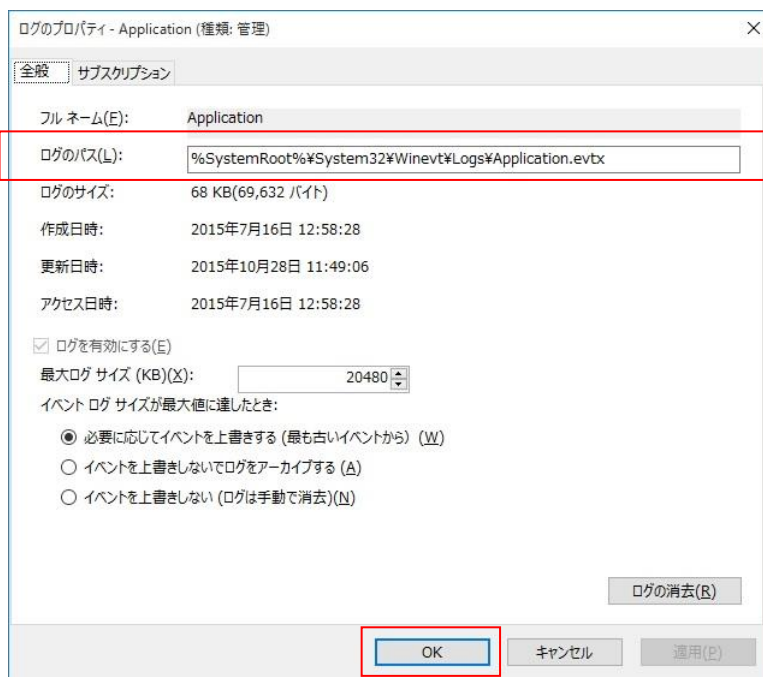 ログのプロパティ - Application (種類: 管理)
全般 サブスクリプション
フル ネーム(F): Application
ログのパス(L): %SystemRoot%¥System32¥Winevt¥Logs¥Application.evtx
ログのサイズ: 68 KB(69,632 バイト)
作成日時: 2015年7月16日 12:58:28
更新日時: 2015年10月28日 11:49:06
アクセス日時: 2015年7月16日 12:58:28
ログを有効にする(E)
最大ログ サイズ (KB)(X): 20480
イベント ログ サイズが最大値に達したとき:
必要に応じてイベントを上書きする (最も古いイベントから) (W)
イベントを上書きしないでログをアーカイブする (A)
イベントを上書きしない (ログは手動で消去)(N)
ログの消去(R)
OK キャンセル 適用(P)